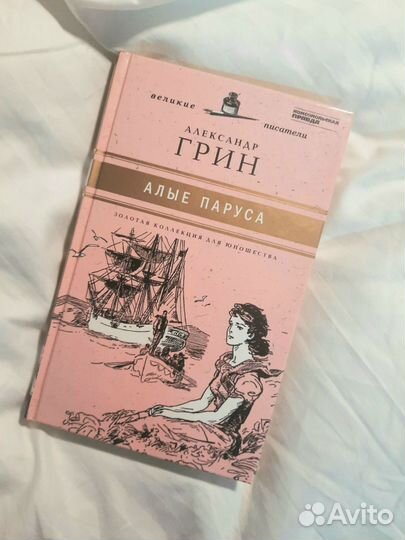 великие писатели
КОМСОМОЛЬСКАЯ
ПРАВДА
АЛЕКСАНДР
ГРИН
АЛЫЕ ПАРУСА
ЗОЛОТАЯ КОЛЛЕКЦИЯ ДЛЯ ЮНОШЕСТВА
Avito